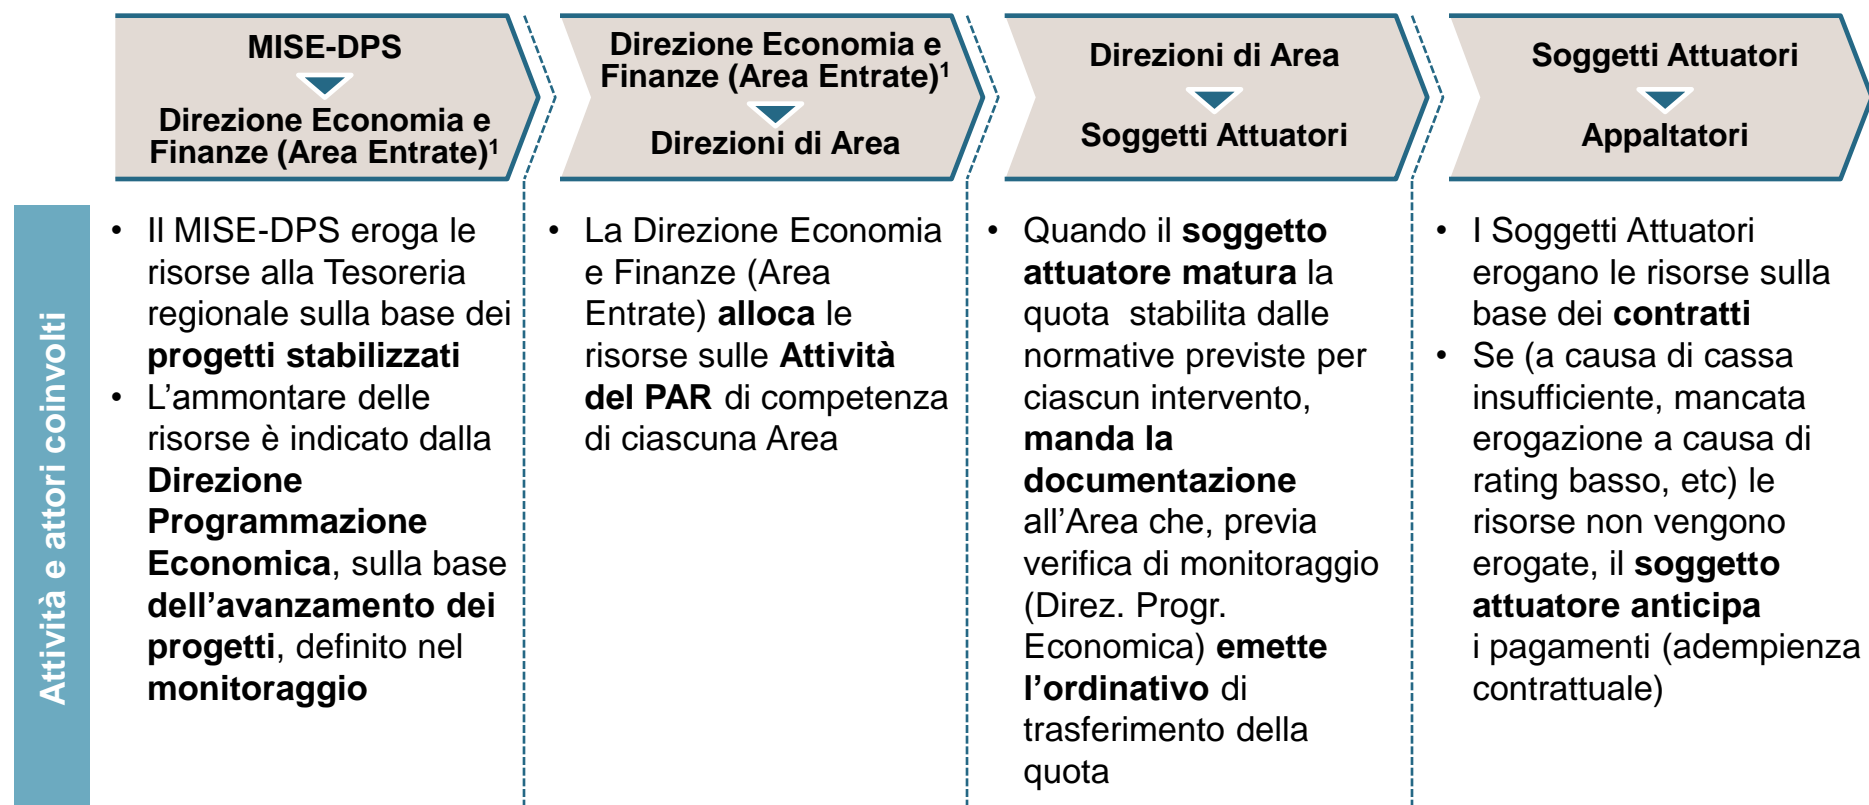 MISE-DPS
Direzione Economia e
Finanze (Area Entrate)¹
Direzione Economia e
Finanze (Area Entrate)¹
Direzioni di Area
Direzioni di Area
Soggetti Attuatori
Soggetti Attuatori
Appaltatori
Attività e attori coinvolti
• Il MISE-DPS eroga le
risorse alla Tesoreria
regionale sulla base dei
progetti stabilizzati
• L’ammontare delle
risorse è indicato dalla
Direzione
Programmazione
Economica, sulla base
dell’avanzamento dei
progetti, definito nel
monitoraggio
• La Direzione Economia
e Finanze (Area
Entrate) alloca le
risorse sulle Attività
del PAR di competenza
di ciascuna Area
• Quando il soggetto
attuatore matura la
quota  stabilita dalle
normative previste per
ciascun intervento,
manda la
documentazione
all’Area che, previa
verifica di monitoraggio
(Direz. Progr.
Economica) emette
l’ordinativo di
trasferimento della
quota
• I Soggetti Attuatori
erogano le risorse sulla
base dei contratti
• Se (a causa di cassa
insufficiente, mancata
erogazione a causa di
rating basso, etc) le
risorse non vengono
erogate, il soggetto
attuatore anticipa
i pagamenti (adempienza
contrattuale)